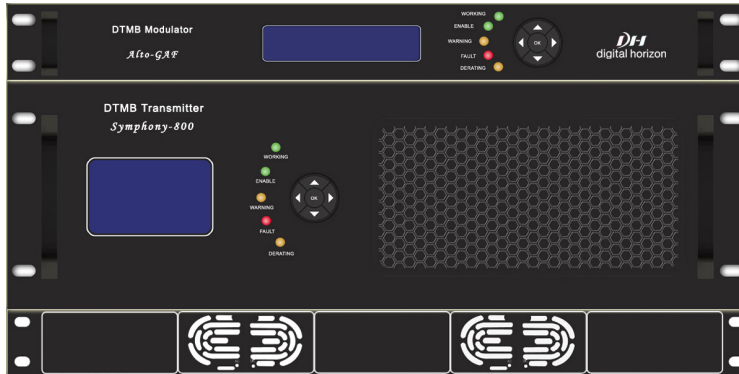 DTMB Modulator
Alto-GAF
WORKING
ENABLE
WARNING
FAULT
DERATING
OK
DH
digital horizon
DTMB Transmitter
Symphony-800
WORKING
ENABLE
WARNING
FAULT
DERATING
OK